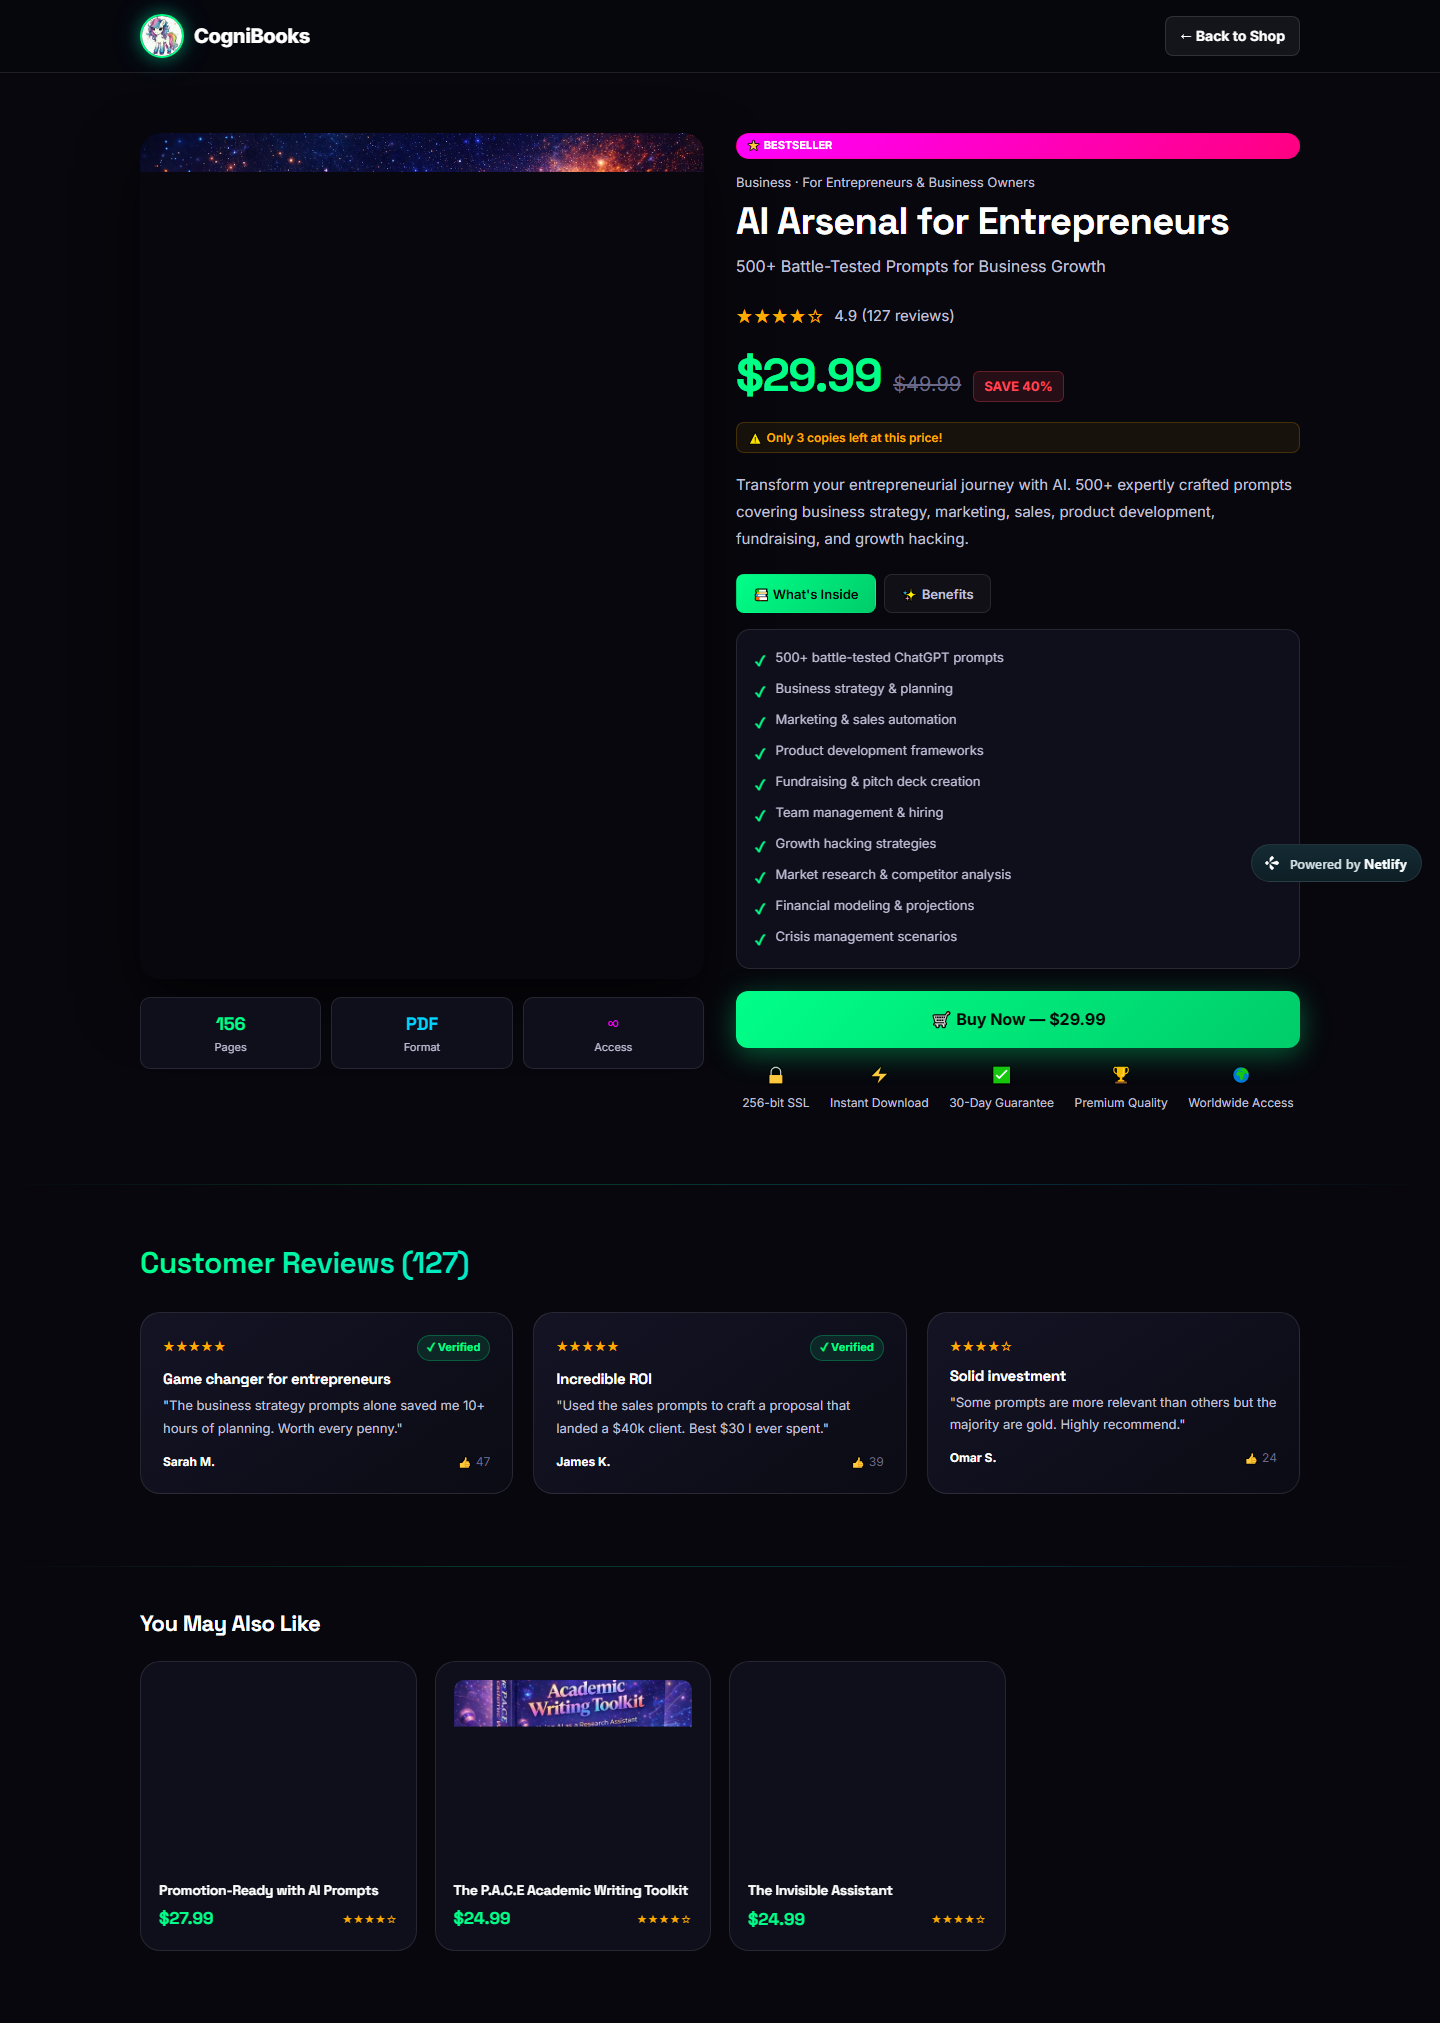 CogniBooks
← Back to Shop
⭐ BESTSELLER
Business · For Entrepreneurs & Business Owners
AI Arsenal for Entrepreneurs
500+ Battle-Tested Prompts for Business Growth
★★★★☆ 4.9 (127 reviews)
$29.99 $49.99 SAVE 40%
⚠ Only 3 copies left at this price!
Transform your entrepreneurial journey with AI. 500+ expertly crafted prompts
covering business strategy, marketing, sales, product development,
fundraising, and growth hacking.
What's Inside
✨ Benefits
✓ 500+ battle-tested ChatGPT prompts
✓ Business strategy & planning
✓ Marketing & sales automation
✓ Product development frameworks
✓ Fundraising & pitch deck creation
✓ Team management & hiring
✓ Growth hacking strategies
✓ Market research & competitor analysis
✓ Financial modeling & projections
✓ Crisis management scenarios
Powered by Netlify
156
Pages
PDF
Format
∞
Access
🛒 Buy Now — $29.99
256-bit SSL
Instant Download
30-Day Guarantee
Premium Quality
Worldwide Access
Customer Reviews (127)
★★★★★ ✓ Verified
Game changer for entrepreneurs
"The business strategy prompts alone saved me 10+
hours of planning. Worth every penny."
Sarah M. 👍 47
★★★★★ ✓ Verified
Incredible ROI
"Used the sales prompts to craft a proposal that
landed a $40k client. Best $30 I ever spent."
James K. 👍 39
★★★★☆
Solid investment
"Some prompts are more relevant than others but the
majority are gold. Highly recommend."
Omar S. 👍 24
You May Also Like
Promotion-Ready with AI Prompts
$27.99 ★★★★☆
Academic
Writing Toolkit
AI as a Research Assistant
The P.A.C.E Academic Writing Toolkit
$24.99 ★★★★☆
The Invisible Assistant
$24.99 ★★★★☆